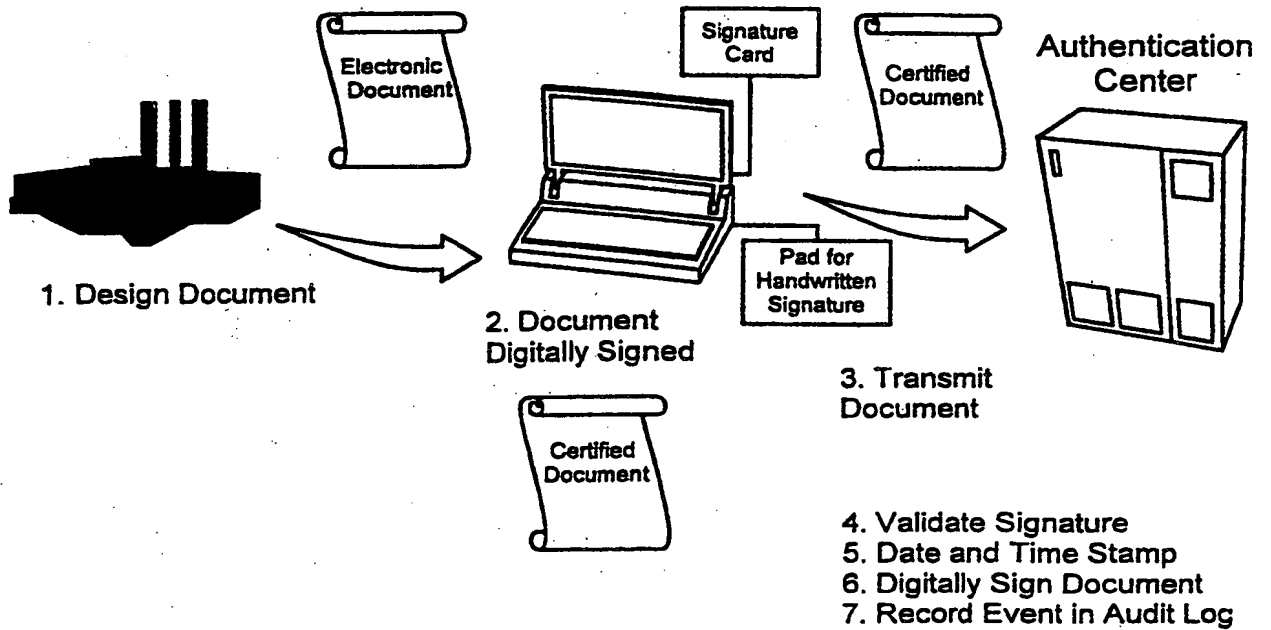 Electronic
Document
Signature
Card
Certified
Document
Authentication
Center
1. Design Document
Pad for
Handwritten
Signature
2. Document
Digitally Signed
3. Transmit
Document
Certified
Document
4. Validate Signature
5. Date and Time Stamp
6. Digitally Sign Document
7. Record Event in Audit Log